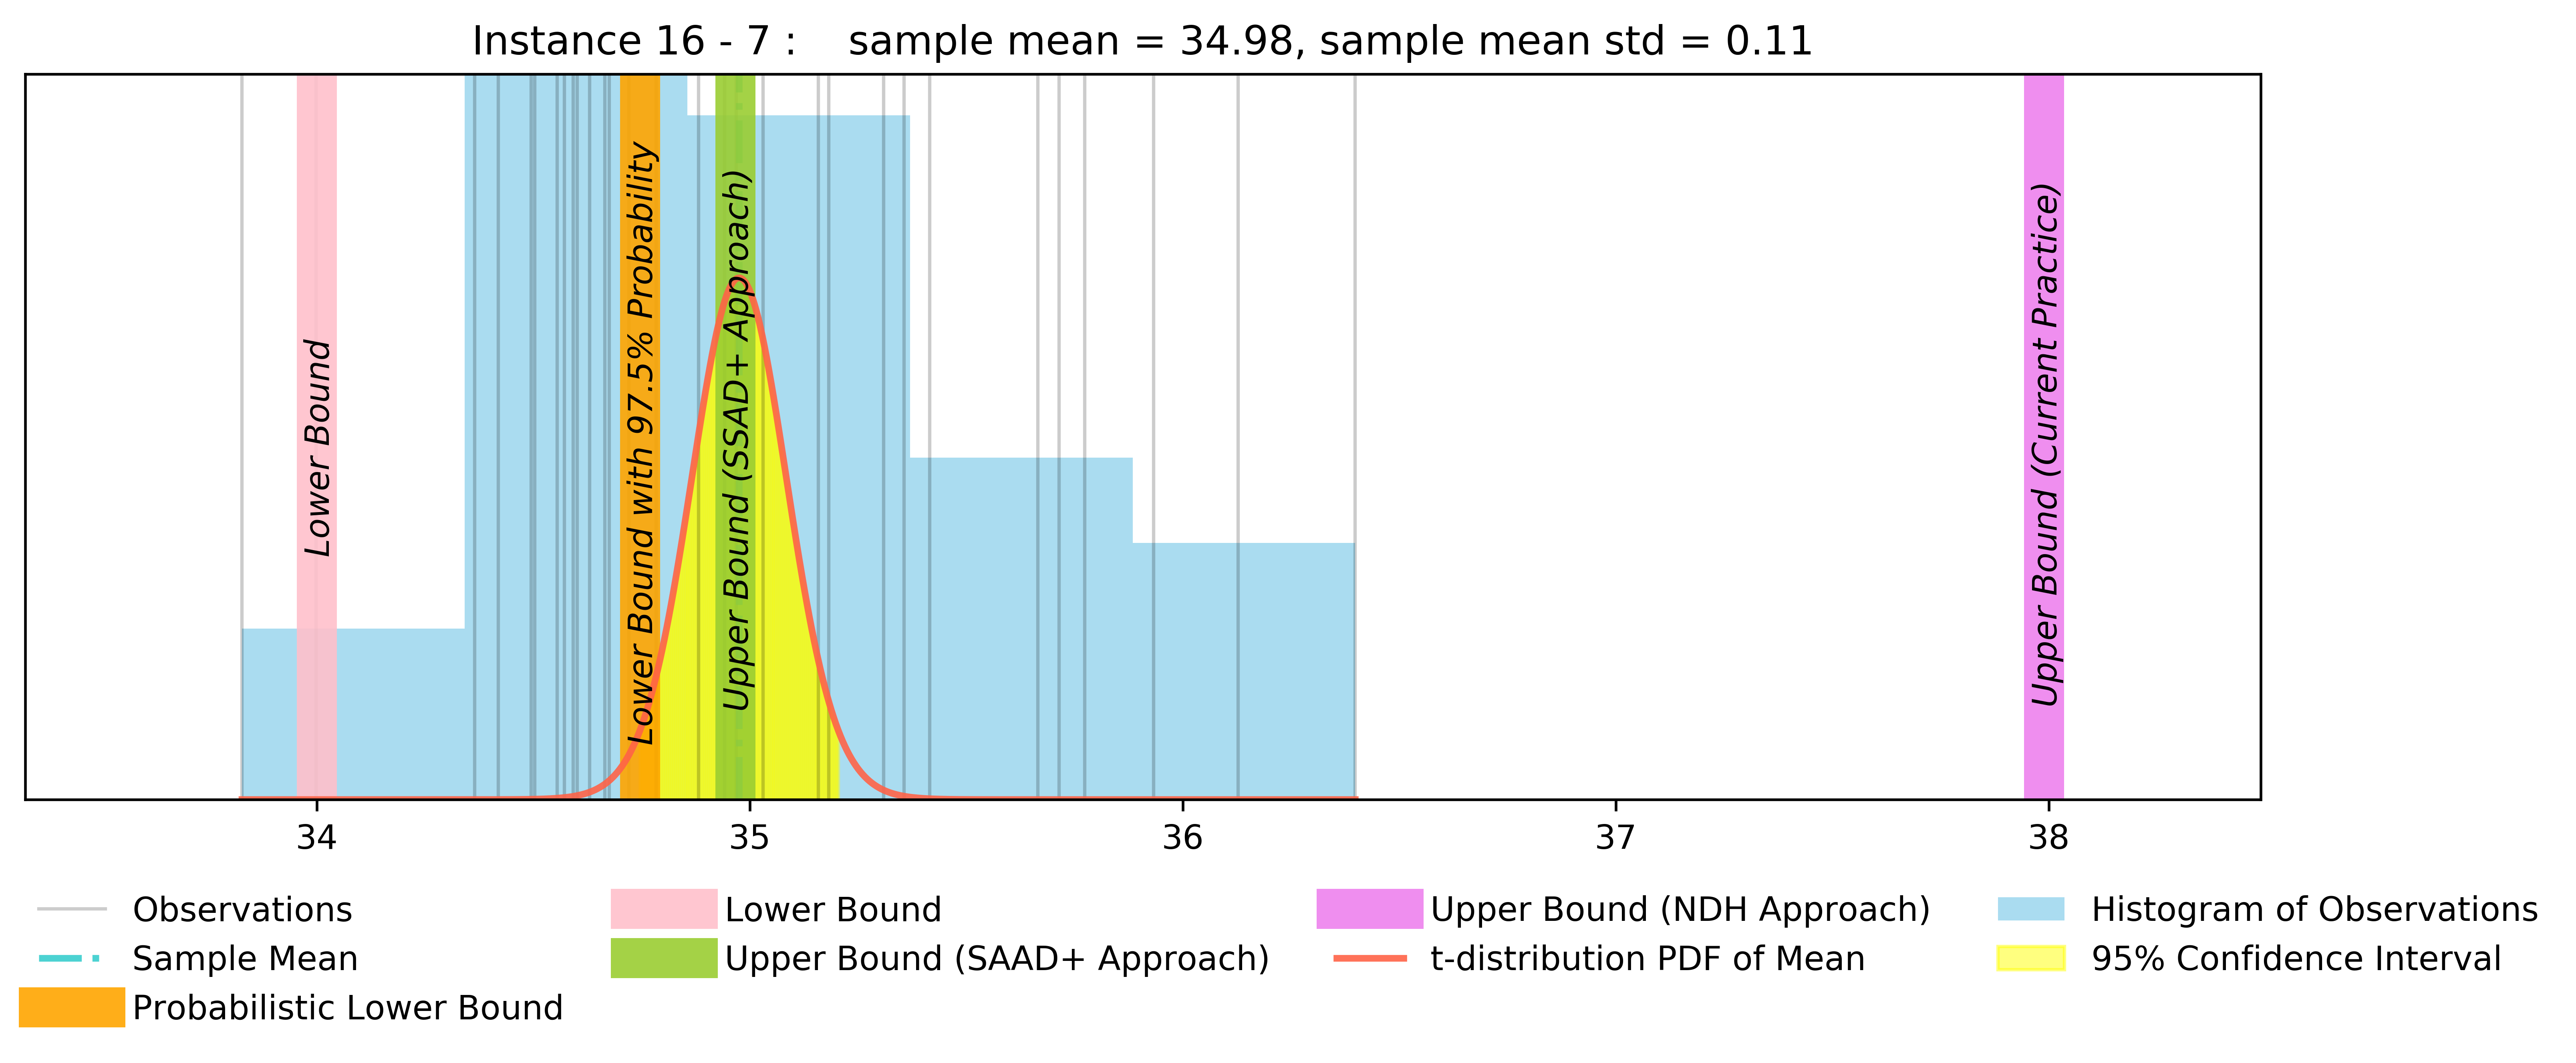 Instance 16 - 7 :    sample mean = 34.98, sample mean std = 0.11
Lower Bound
Lower Bound with 97.5% Probability
Upper Bound (SSAD+ Approach)
Upper Bound (Current Practice)
34 35 36 37 38
Observations
Sample Mean
Probabilistic Lower Bound
Lower Bound
Upper Bound (SAAD+ Approach)
Upper Bound (NDH Approach)
t-distribution PDF of Mean
Histogram of Observations
95% Confidence Interval